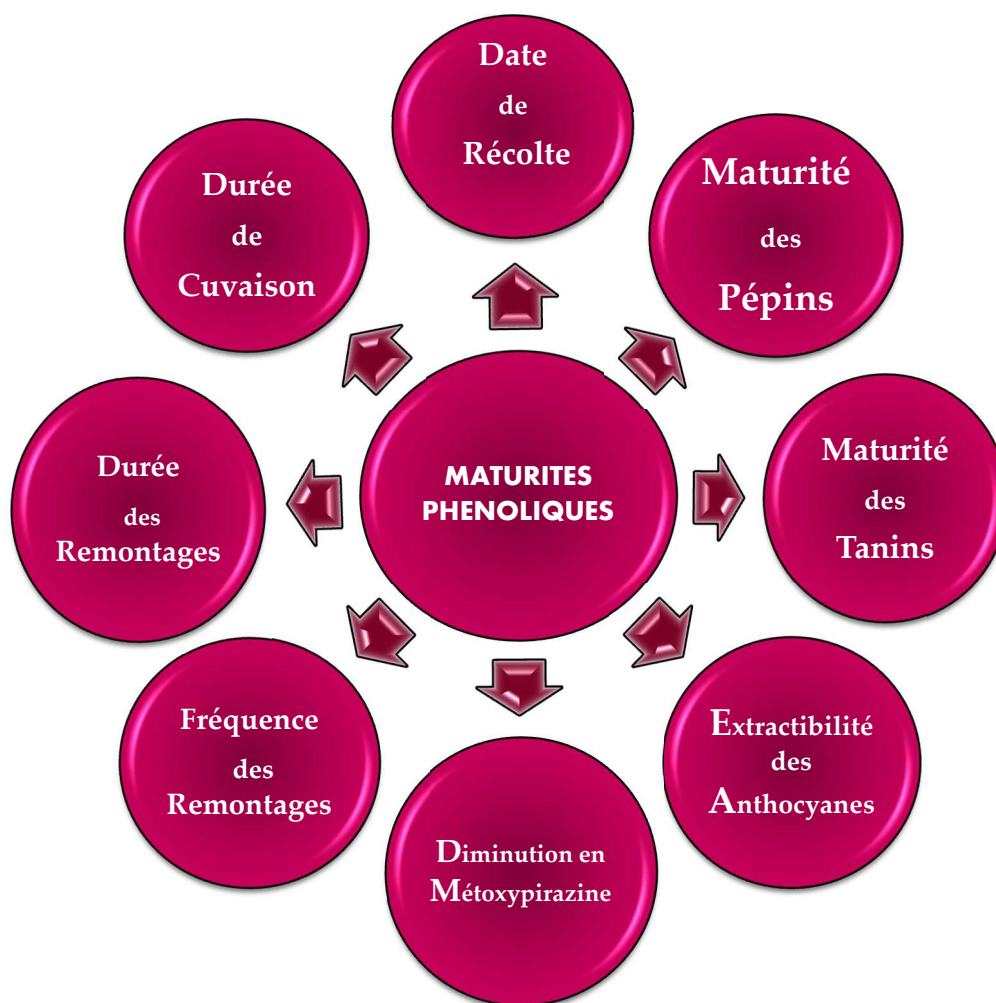 Date
de
Récolte
Maturité
des
Pépins
Maturité
des
Tanins
Extractibilité
des
Anthocyanes
Diminution en
Métoxypirazine
Fréquence
des
Remontages
Durée
des
Remontages
Durée
de
Cuvaison
MATURITES
PHENOLIQUES